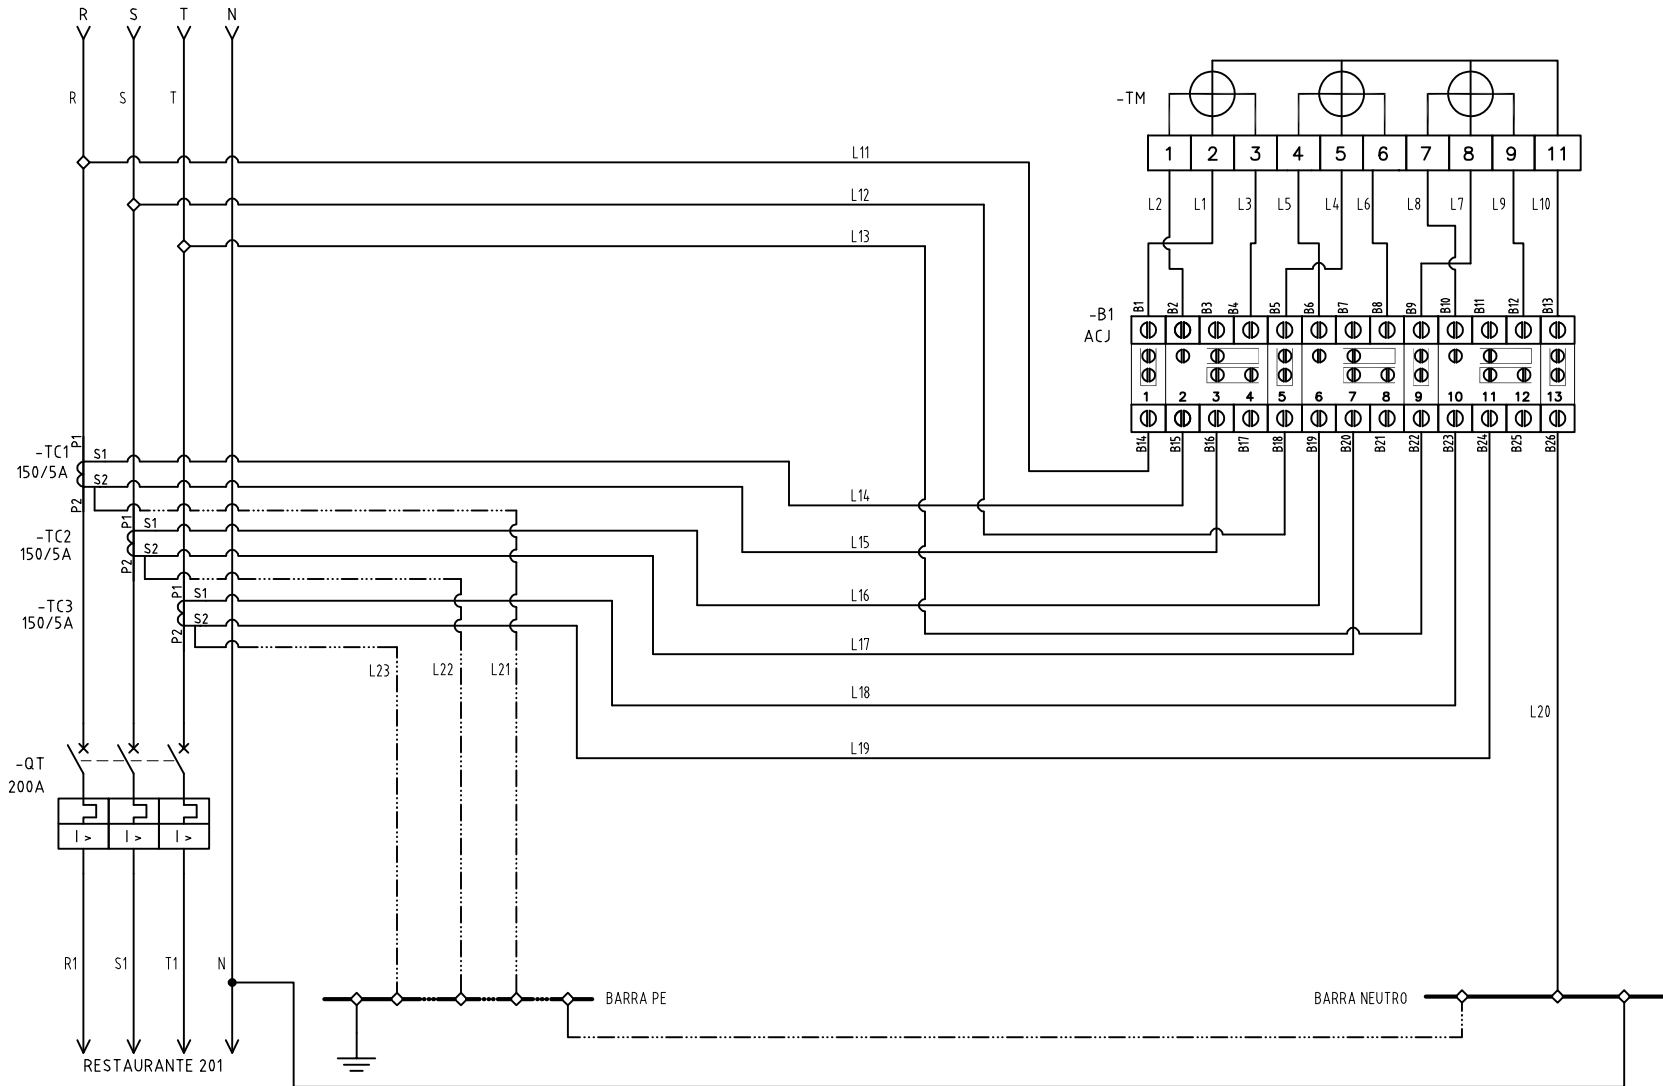 R S T N
R S T
-TM
1 2 3 4 5 6 7 8 9 11
L11
L12
L13
L2 L1 L3 L5 L4 L6 L8 L7 L9 L10
B1 B2 B3 B4 B5 B6 B7 B8 B9 B10 B11 B12 B13
-B1
ACJ
1 2 3 4 5 6 7 8 9 10 11 12 13
B14 B15 B16 B17 B18 B19 B20 B21 B22 B23 B24 B25 B26
-TC1
150/5A
P1 S1
P2 S2
L14
-TC2
150/5A
P1 S1
P2 S2
L15
-TC3
150/5A
P1 S1
P2 S2
L16
L17
L23 L22 L21
L18
L20
L19
-QT
200A
I > I > I >
R1 S1 T1 N
BARRA PE
BARRA NEUTRO
RESTAURANTE 201